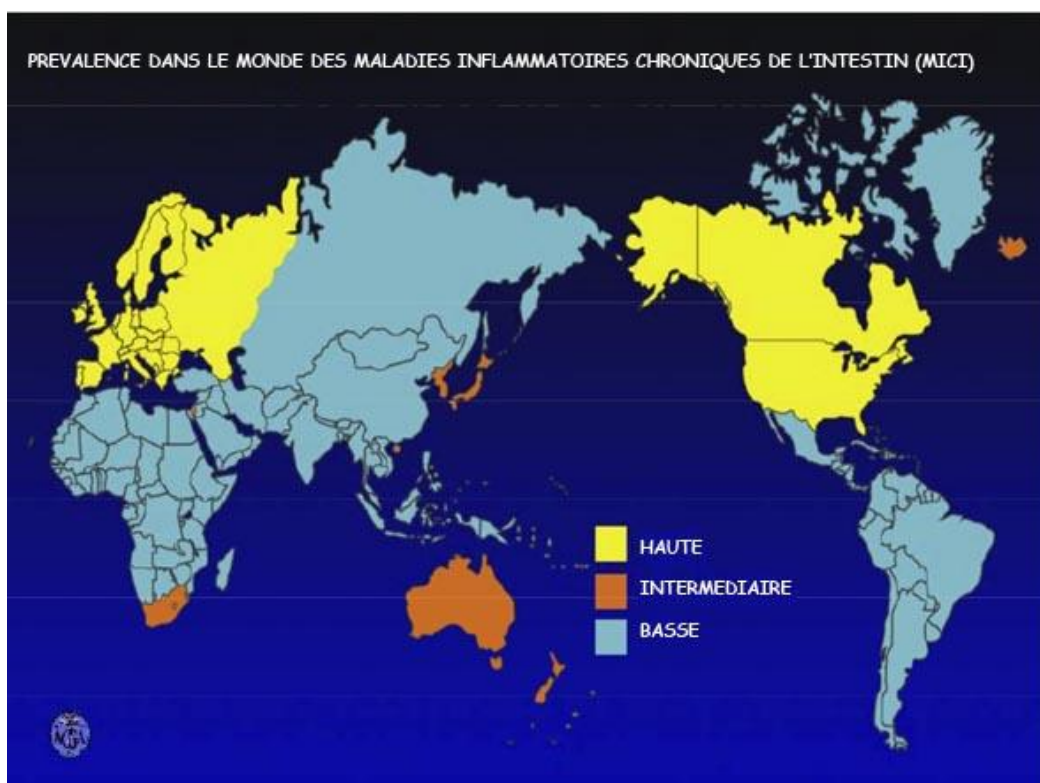 PREVALENCE DANS LE MONDE DES MALADIES INFLAMMATOIRES CHRONIQUES DE L'INTESTIN (MICI)
HAUTE
INTERMEDIAIRE
BASSE